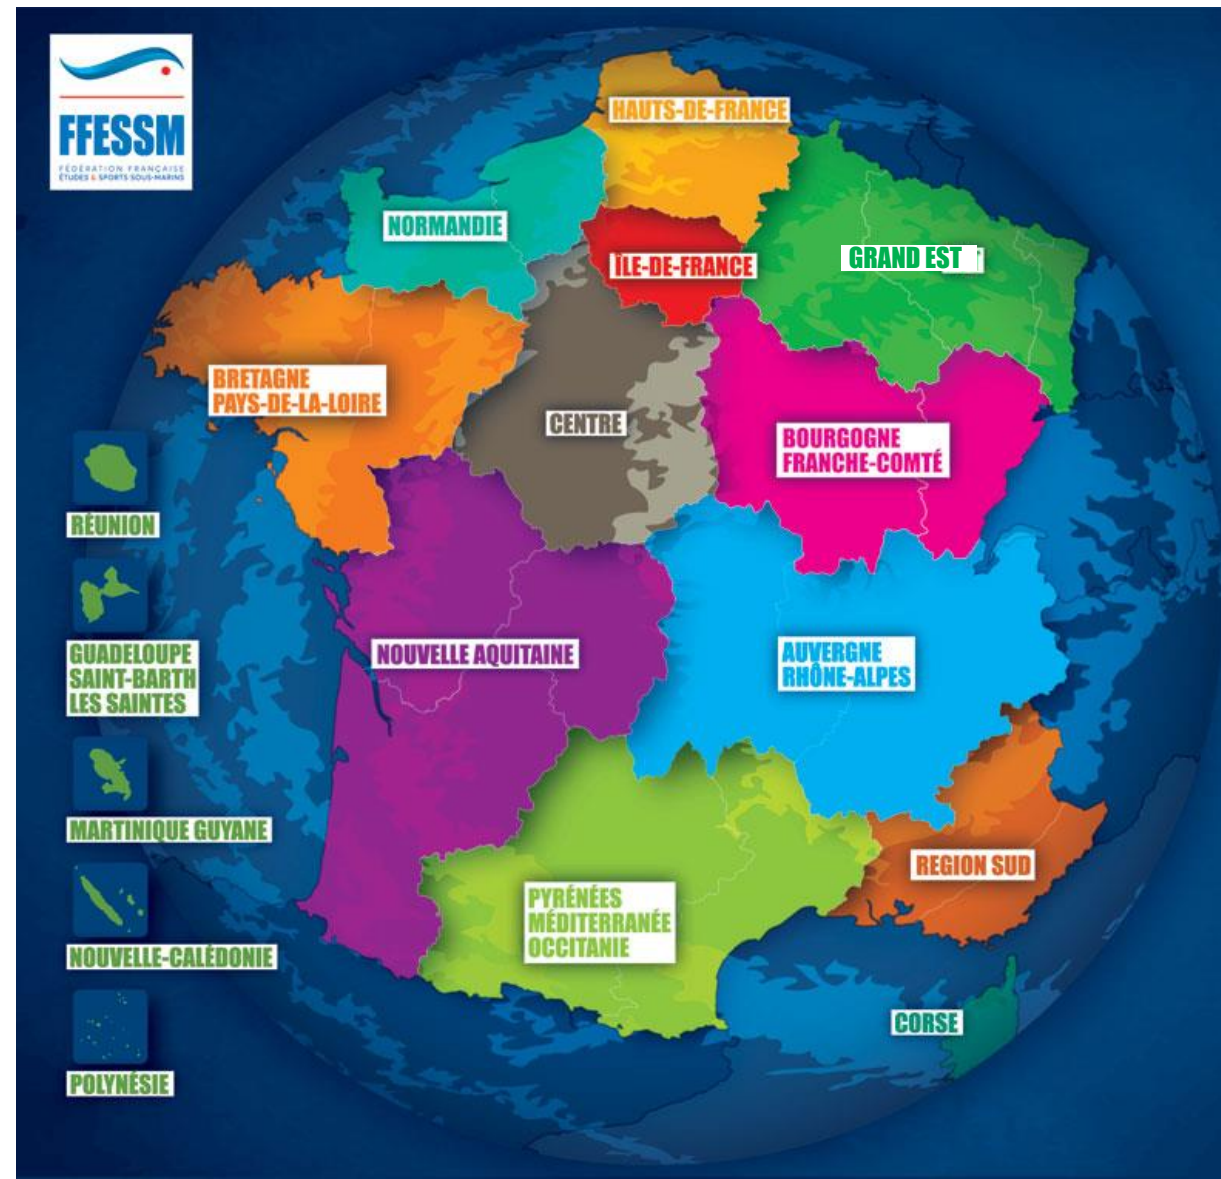 FFESSM
FÉDÉRATION FRANÇAISE
ÉTUDES & SPORTS SOUS-MARINS
HAUTS-DE-FRANCE
NORMANDIE
GRAND EST
ÎLE-DE-FRANCE
BRETAGNE
PAYS-DE-LA-LOIRE
CENTRE
BOURGOGNE
FRANCHE-COMTÉ
RÉUNION
GUADELOUPE
SAINT-BARTH
LES SAINTES
NOUVELLE AQUITAINE
AUVERGNE
RHÔNE-ALPES
MARTINIQUE GUYANE
REGION SUD
PYRÉNÉES
MÉDITERRANÉE
OCCITANIE
NOUVELLE-CALÉDONIE
CORSE
POLYNÉSIE